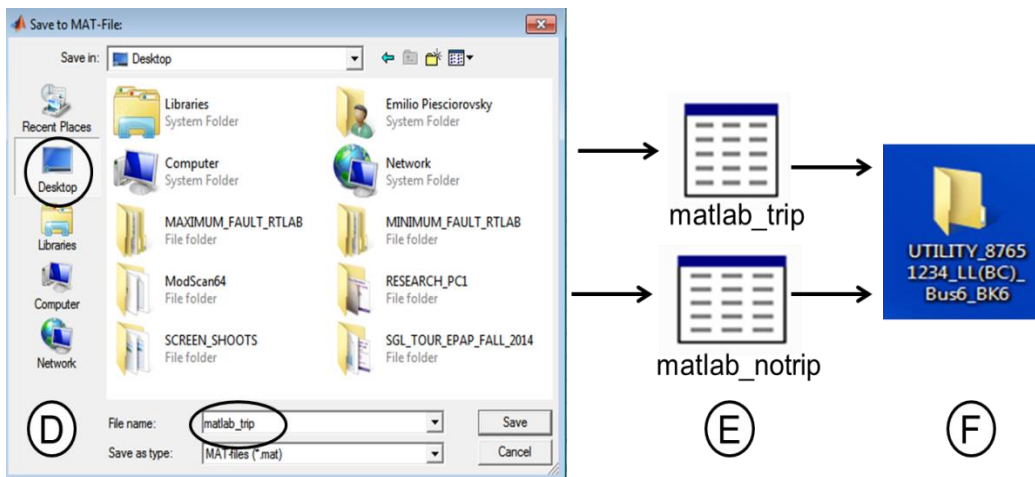 Save to MAT-File:
Save in:
Desktop
Recent Places
Desktop
Libraries
Computer
Network
Libraries
System Folder
Emilio Piesciorovsky
System Folder
Computer
System Folder
Network
System Folder
MAXIMUM_FAULT_RTLAB
File folder
MINIMUM_FAULT_RTLAB
File folder
ModScan64
File folder
RESEARCH_PC1
File folder
SCREEN_SHOOTS
File folder
SGL_TOUR_EPAP_FALL_2014
File folder
File name:
matlab_trip
Save
Save as type:
MAT-files (*.mat)
Cancel
D
matlab_trip
matlab_notrip
E
UTILITY_8765
1234_LL(BC)_
Bus6_BK6
F